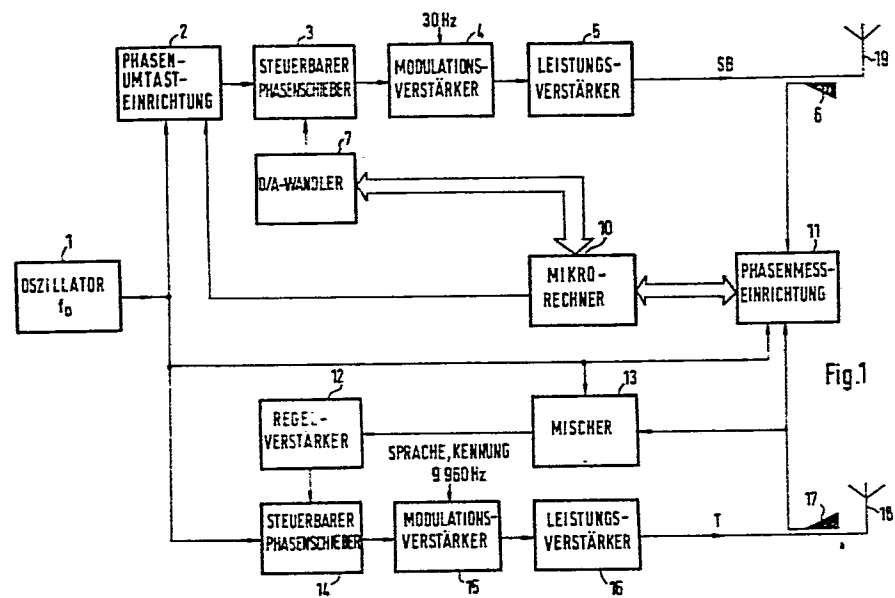 30 Hz
2
3
4
5
PHASEN-
UMTAST-
EINRICHTUNG
STEUERBARER
PHASENSCHIEBER
MODULATIONS-
VERSTÄRKER
LEISTUNGS-
VERSTÄRKER
SB
19
6
7
D/A-WANDLER
10
MIKRO-
RECHNER
11
PHASENMESS-
EINRICHTUNG
1
OSZILLATOR
f₀
12
REGEL-
VERSTÄRKER
13
MISCHER
Fig.1
SPRACHE, KENNUNG
9 960 Hz
STEUERBARER
PHASENSCHIEBER
MODULATIONS-
VERSTÄRKER
LEISTUNGS-
VERSTÄRKER
T
17
18
14
15
16